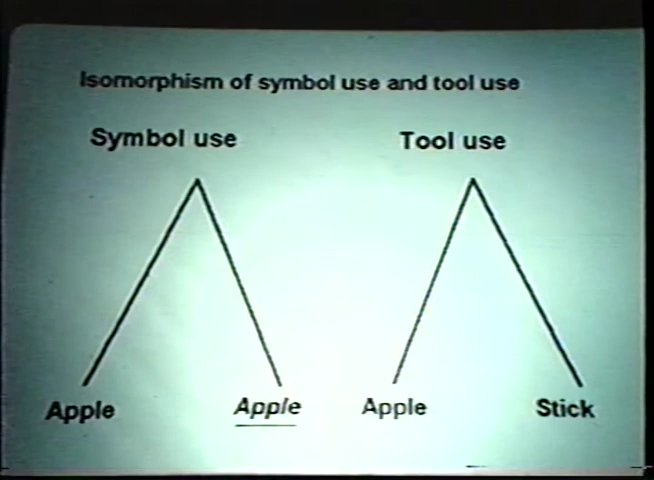 Isomorphism of symbol use and tool use
Symbol use
Tool use
Apple
Apple
Apple
Stick